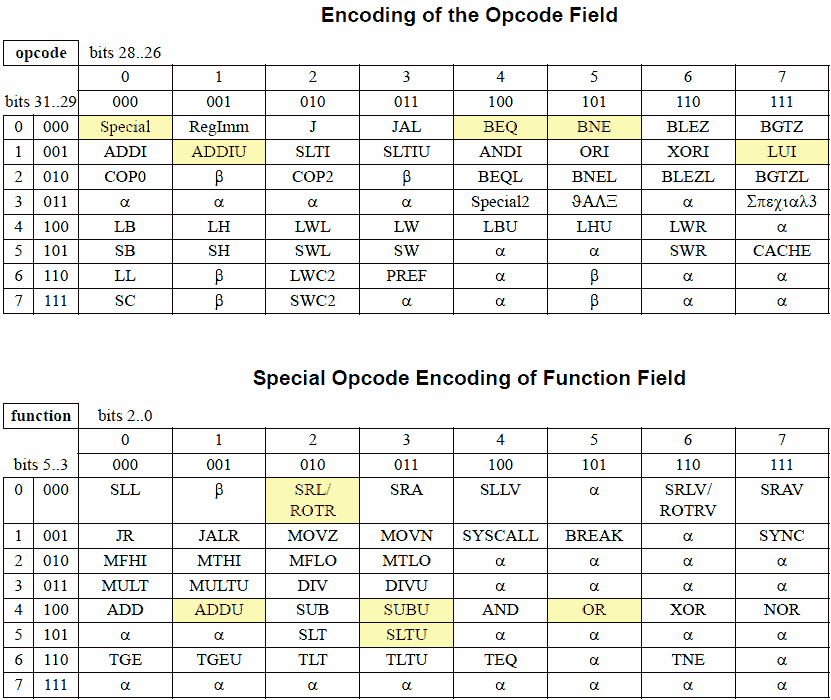 Encoding of the Opcode Field
opcode bits 28..26
0 1 2 3 4 5 6 7
bits 31..29 000 001 010 011 100 101 110 111
0 000 Special RegImm J JAL BEQ BNE BLEZ BGTZ
1 001 ADDI ADDIU SLTI SLTIU ANDI ORI XORI LUI
2 010 COP0 β COP2 β BEQL BNEL BLEZL BGTZL
3 011 α α α α Special2 ϑΑΛΞ α Σπεχιαλ3
4 100 LB LH LWL LW LBU LHU LWR α
5 101 SB SH SWL SW α α SWR CACHE
6 110 LL β LWC2 PREF α β α α
7 111 SC β SWC2 α α β α α
Special Opcode Encoding of Function Field
function bits 2..0
0 1 2 3 4 5 6 7
bits 5..3 000 001 010 011 100 101 110 111
0 000 SLL β SRL/ SRA SLLV α SRLV/ SRAV
ROTR ROTRV
1 001 JR JALR MOVZ MOVN SYSCALL BREAK α SYNC
2 010 MFHI MTHI MFLO MTLO α α α α
3 011 MULT MULTU DIV DIVU α α α α
4 100 ADD ADDU SUB SUBU AND OR XOR NOR
5 101 α α SLT SLTU α α α α
6 110 TGE TGEU TLT TLTU TEQ α TNE α
7 111 α α α α α α α α